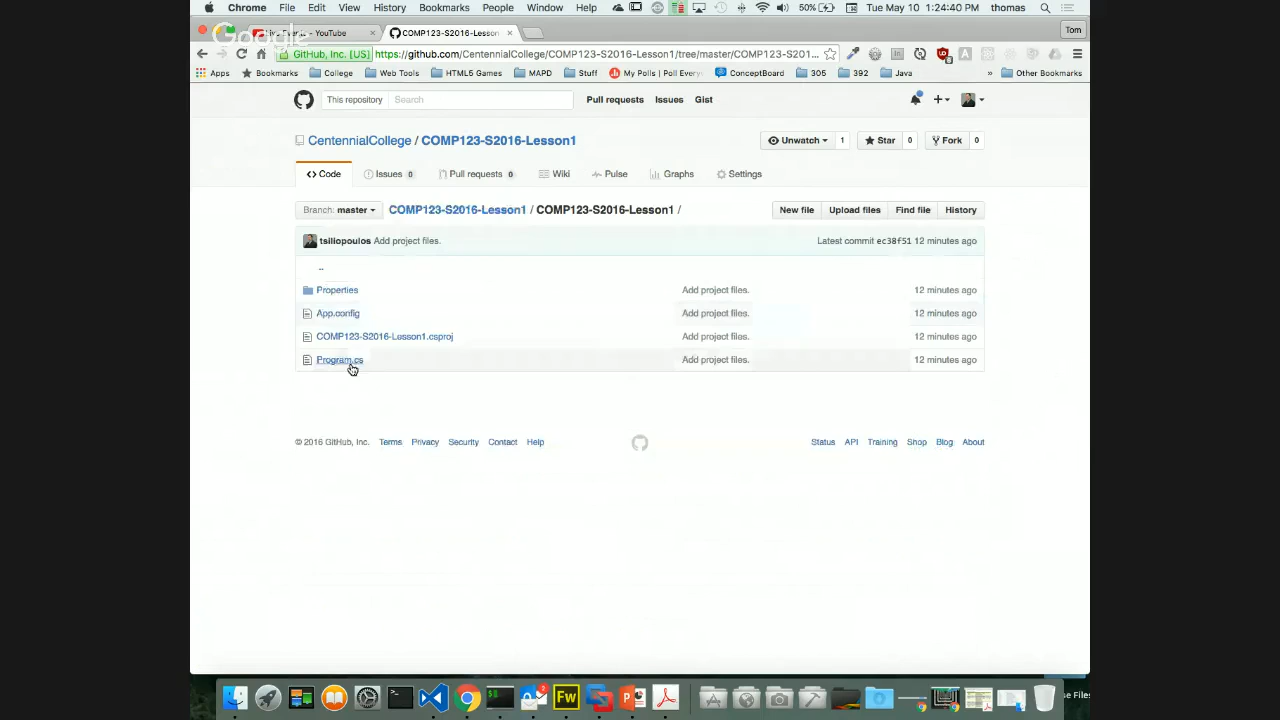 Chrome File Edit View History Bookmarks People Window Help 50% Tue May 10 1:24:40 PM thomas
Google
Live Events - YouTube × COMP123-S2016-Lesson × Tom
GitHub, Inc. [US] https://github.com/CentennialCollege/COMP123-S2016-Lesson1/tree/master/COMP123-S201...
Apps Bookmarks College Web Tools HTML5 Games MAPD Stuff My Polls | Poll Every ConceptBoard 305 392 Java » Other Bookmarks
This repository Search Pull requests Issues Gist
CentennialCollege / COMP123-S2016-Lesson1 Unwatch 1 Star 0 Fork 0
<> Code Issues 0 Pull requests 0 Wiki Pulse Graphs Settings
Branch: master COMP123-S2016-Lesson1 / COMP123-S2016-Lesson1 / New file Upload files Find file History
tsiliopoulos Add project files. Latest commit ec38f51 12 minutes ago
..
Properties Add project files. 12 minutes ago
App.config Add project files. 12 minutes ago
COMP123-S2016-Lesson1.csproj Add project files. 12 minutes ago
Program.cs Add project files. 12 minutes ago
© 2016 GitHub, Inc. Terms Privacy Security Contact Help Status API Training Shop Blog About
Fw
se Files